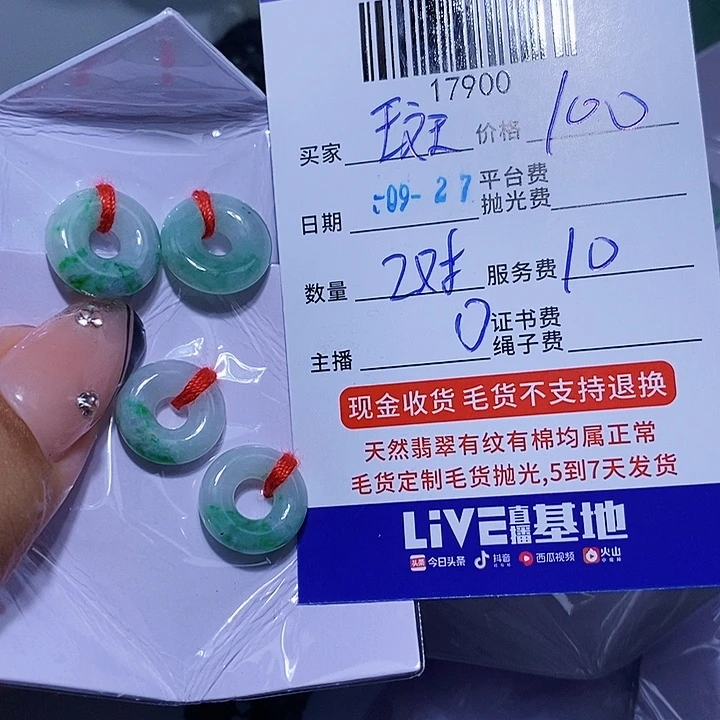 17900
买家 价格 100
平台费
日期 :09-27 抛光费
数量 2对 服务费 10
0 证书费
主播 绳子费
现金收货 毛货不支持退换
天然翡翠有纹有棉均属正常
毛货定制毛货抛光,5到7天发货
LiVE直播基地
头条 今日头条 抖音 西瓜视频 火山